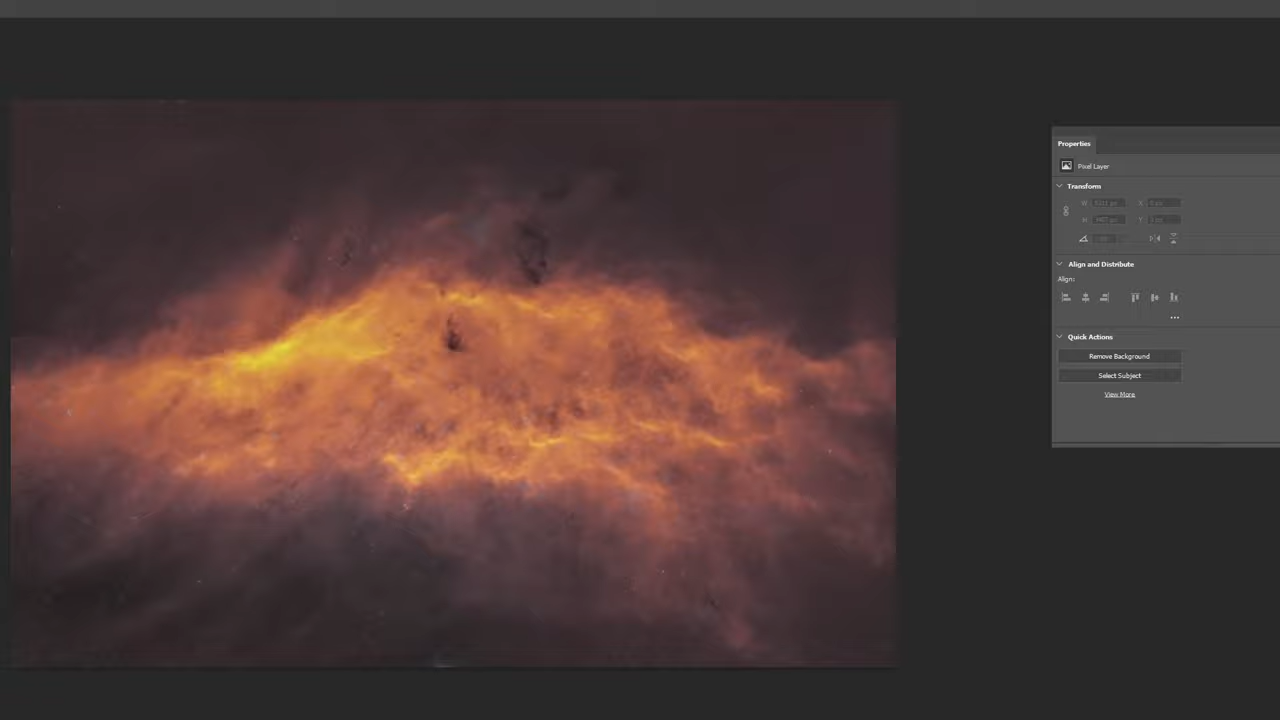 Properties
Pixel Layer
Transform
W
X
H
Y
Align and Distribute
Align:
...
Quick Actions
Remove Background
Select Subject
View More